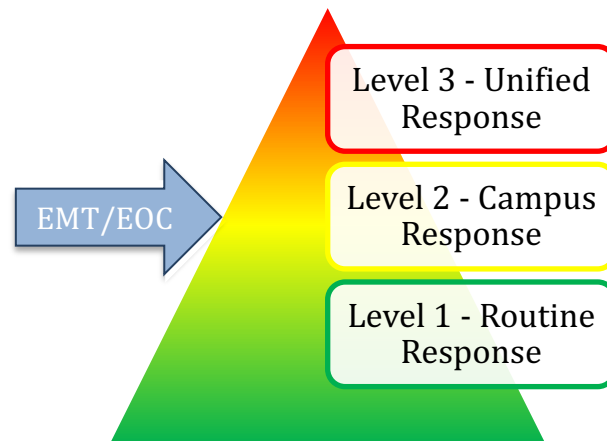 Level 3 - Unified
Response
EMT/EOC
Level 2 - Campus
Response
Level 1 - Routine
Response